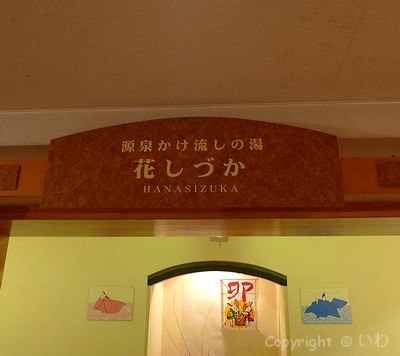 源泉かけ流しの湯
花しづか
HANASIZUKA
卯
Copyright © いわ